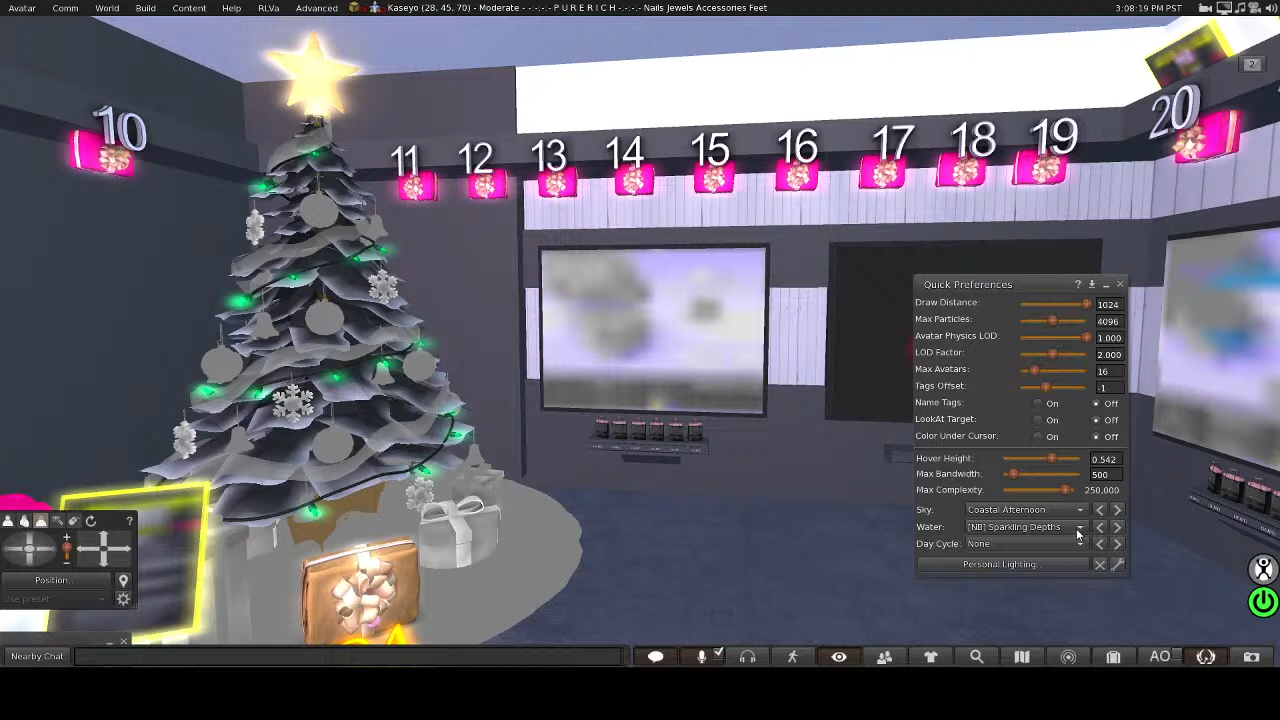 Avatar Comm World Build Content Help RLVa Advanced Kaseyo (28, 45, 70) - Moderate - -.-:-.- P U R E R I C H -.-:-.- Nails Jewels Accessories Feet 3:08:19 PM PST
2
10 11 12 13 14 15 16 17 18 19 20
Quick Preferences ?
Draw Distance: 1024
Max Particles: 4096
Avatar Physics LOD: 1.000
LOD Factor: 2.000
Max Avatars: 16
Tags Offset: -1
Name Tags: On Off
LookAt Target: On Off
Color Under Cursor: On Off
Hover Height: 0.542
Max Bandwidth: 500
Max Complexity: 250,000
Sky: Coastal Afternoon
Water: [NB] Sparkling Depths
Day Cycle: None
Personal Lighting..
?
Position..
Use preset
Nearby Chat
AO